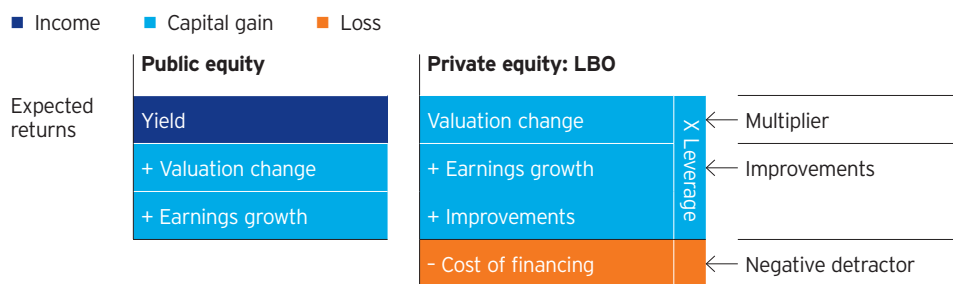 Income Capital gain Loss
Public equity Private equity: LBO
Expected
returns
Yield Valuation change Multiplier
+ Valuation change + Earnings growth Improvements
+ Earnings growth + Improvements
X Leverage
- Cost of financing Negative detractor